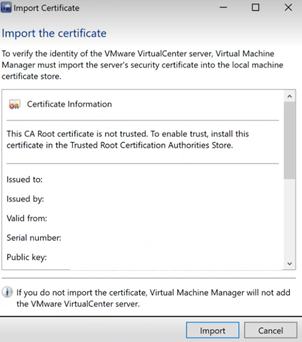 Import Certificate
Import the certificate
To verify the identity of the VMware VirtualCenter server, Virtual Machine
Manager must import the server's security certificate into the local machine
certificate store.
Certificate Information
This CA Root certificate is not trusted. To enable trust, install this
certificate in the Trusted Root Certification Authorities Store.
Issued to:
Issued by:
Valid from:
Serial number:
Public key:
If you do not import the certificate, Virtual Machine Manager will not add
the VMware VirtualCenter server.
Import
Cancel